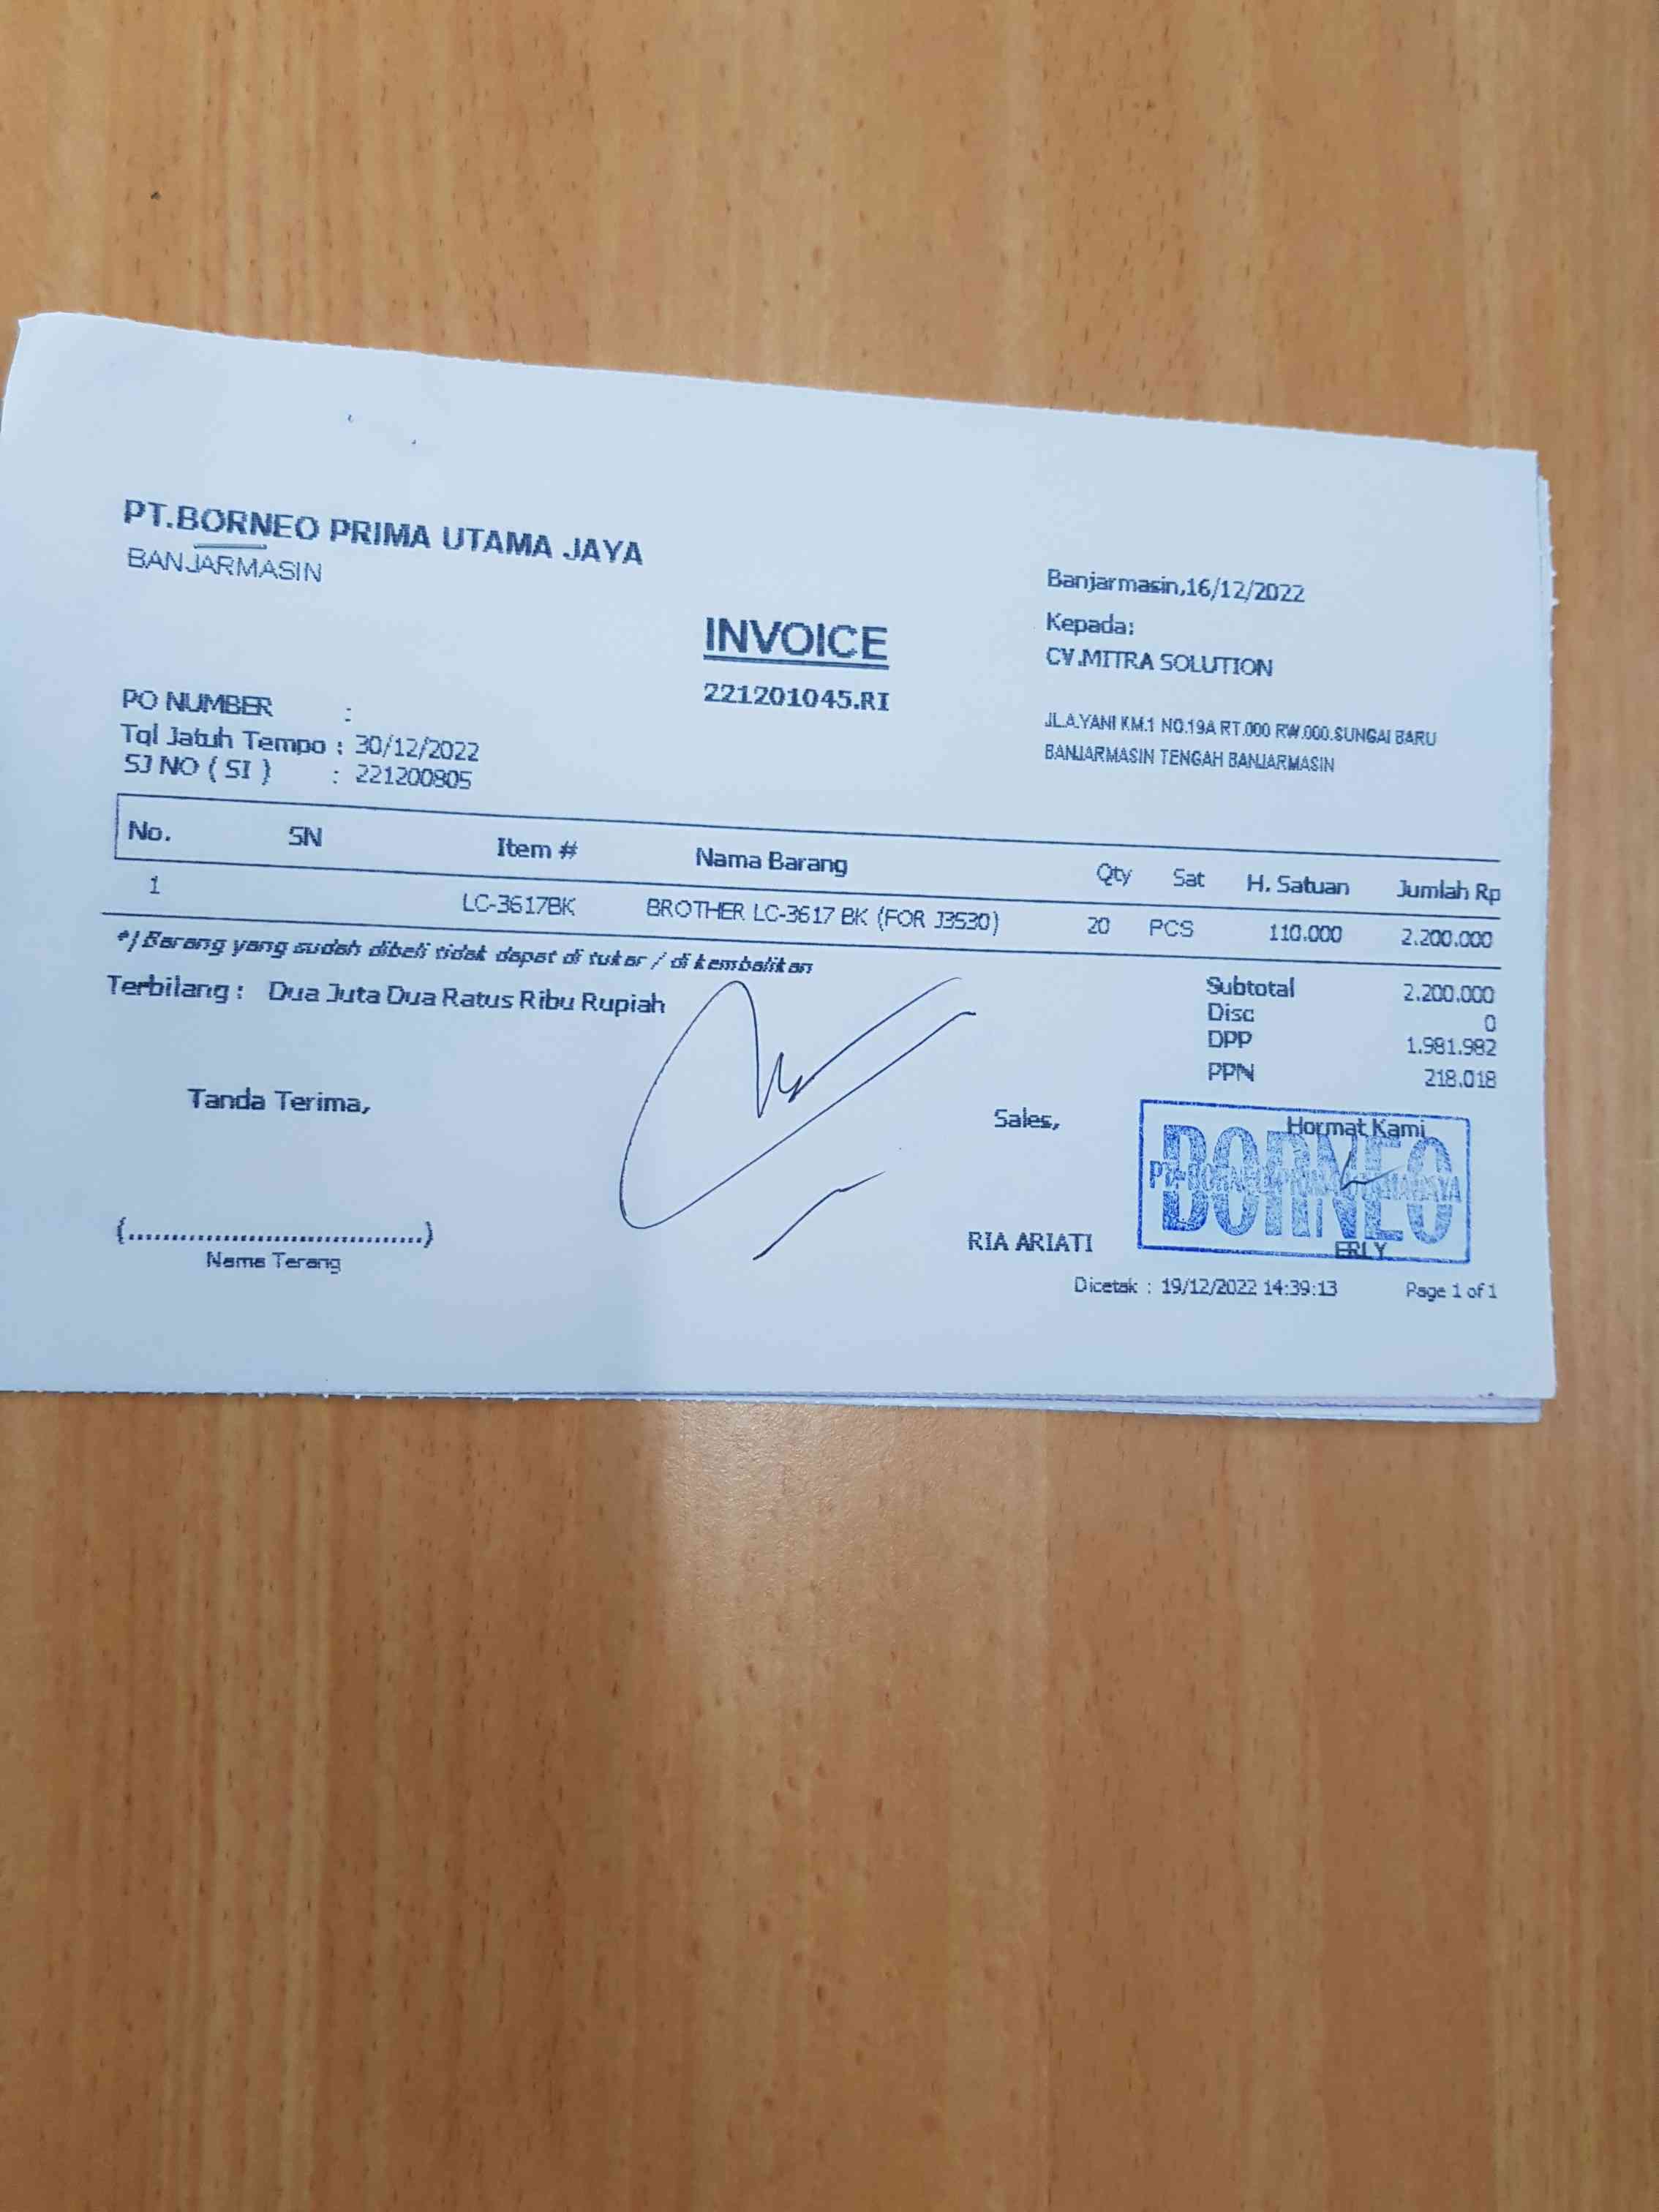 PT.BORNEO PRIMA UTAMA JAYA
BANJARMASIN
Banjarmasin,16/12/2022
Kepada:
CV.MITRA SOLUTION
INVOICE
221201045.RI
JL.A.YANI KM.1 NO.19A RT.000 RW.000.SUNGAI BARU
BANJARMASIN TENGAH BANJARMASIN
PO NUMBER :
Tgl Jatuh Tempo : 30/12/2022
SJ NO ( SI ) : 221200805
No. SN Item # Nama Barang Qty Sat H. Satuan Jumlah Rp
1 LC-3617BK BROTHER LC-3617 BK (FOR J3530) 20 PCS 110.000 2.200.000
*) Barang yang sudah dibeli tidak dapat di tukar / di kembalikan
Terbilang : Dua Juta Dua Ratus Ribu Rupiah
Subtotal 2.200.000
Disc 0
DPP 1.981.982
PPN 218.018
Tanda Terima,
Sales,
Hormat Kami
BORNEO
(....................................)
Nama Terang
RIA ARIATI
ERLY
Dicetak : 19/12/2022 14:39:13 Page 1 of 1